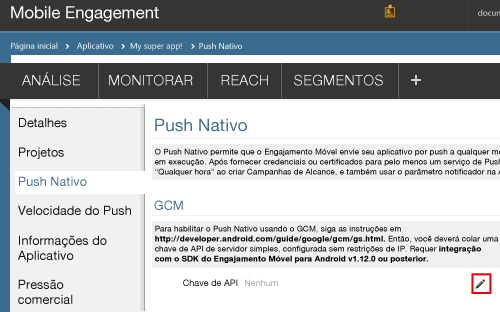 Mobile Engagement
docum
Página inicial
Aplicativo
My super app!
Push Nativo
ANÁLISE
MONITORAR
REACH
SEGMENTOS
+
Detalhes
Projetos
Push Nativo
Velocidade do Push
Informações do
Aplicativo
Pressão
comercial
Push Nativo
O Push Nativo permite que o Engajamento Móvel envie seu aplicativo por push a qualquer mo
em execução. Após fornecer credenciais ou certificados para pelo menos um serviço de Push
"Qualquer hora" ao criar Campanhas de Alcance, e também usar o parâmetro notificador na A
GCM
Para habilitar o Push Nativo usando o GCM, siga as instruções em
http://developer.android.com/guide/google/gcm/gs.html. Então, você deverá colar uma
chave de API de servidor simples, configurada sem restrições de IP. Requer integração
com o SDK do Engajamento Móvel para Android v1.12.0 ou posterior.
Chave de API Nenhum